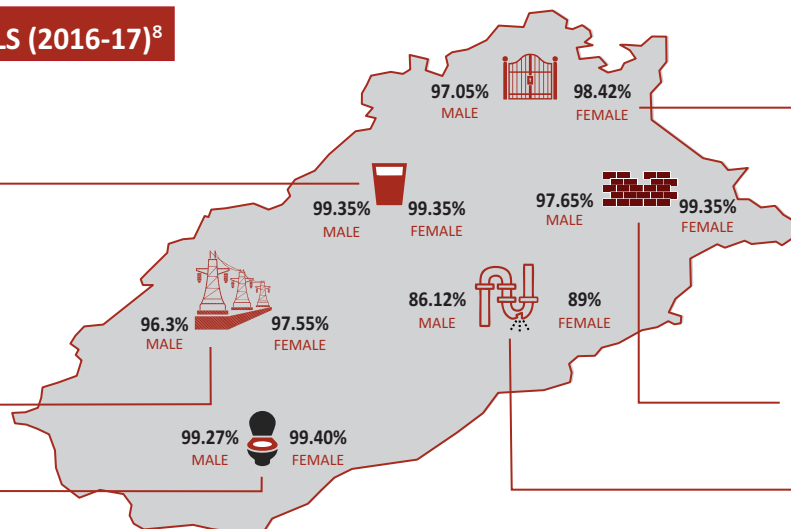 LS (2016-17)8
97.05%
MALE
98.42%
FEMALE
99.35%
MALE
99.35%
FEMALE
97.65%
MALE
99.35%
FEMALE
96.3%
MALE
97.55%
FEMALE
86.12%
MALE
89%
FEMALE
99.27%
MALE
99.40%
FEMALE